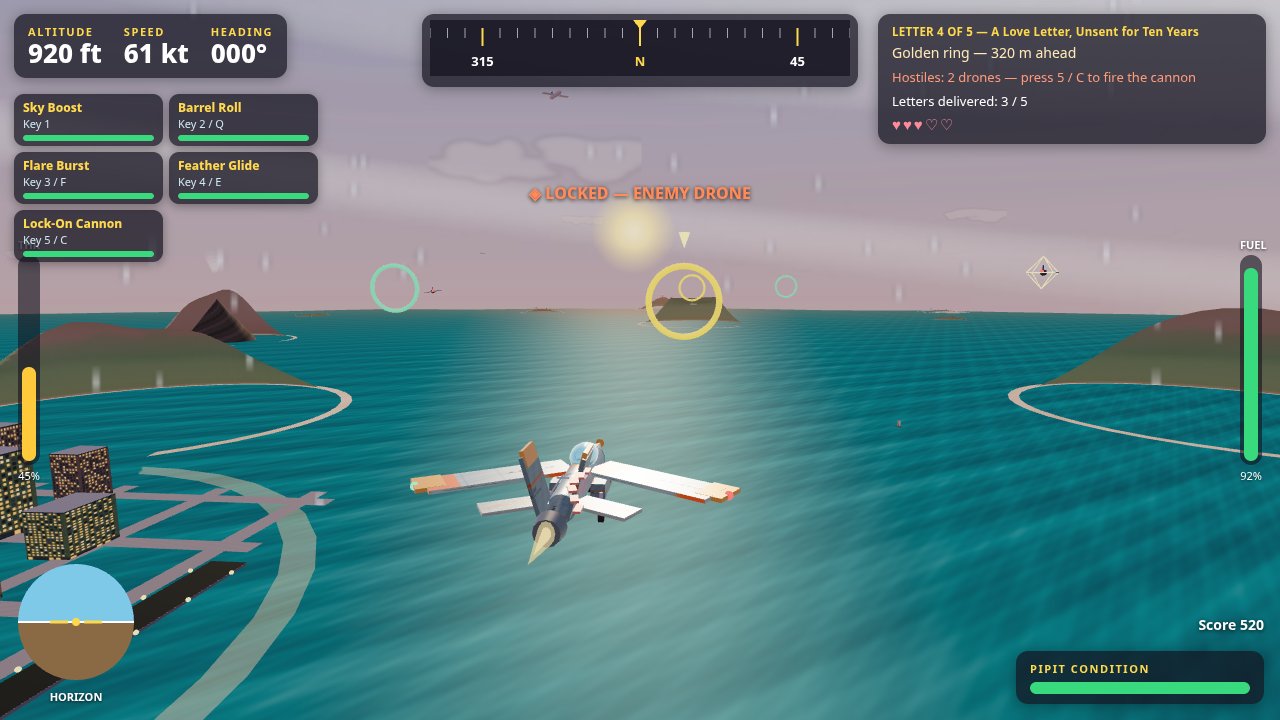 ALTITUDE SPEED HEADING
920 ft 61 kt 000°
315 N 45
LETTER 4 OF 5 — A Love Letter, Unsent for Ten Years
Golden ring — 320 m ahead
Hostiles: 2 drones — press 5 / C to fire the cannon
Letters delivered: 3 / 5
♥♥♥♡♡
Sky Boost
Key 1
Barrel Roll
Key 2 / Q
Flare Burst
Key 3 / F
Feather Glide
Key 4 / E
Lock-On Cannon
Key 5 / C
◈ LOCKED — ENEMY DRONE
FUEL
45%
92%
HORIZON
Score 520
PIPIT CONDITION